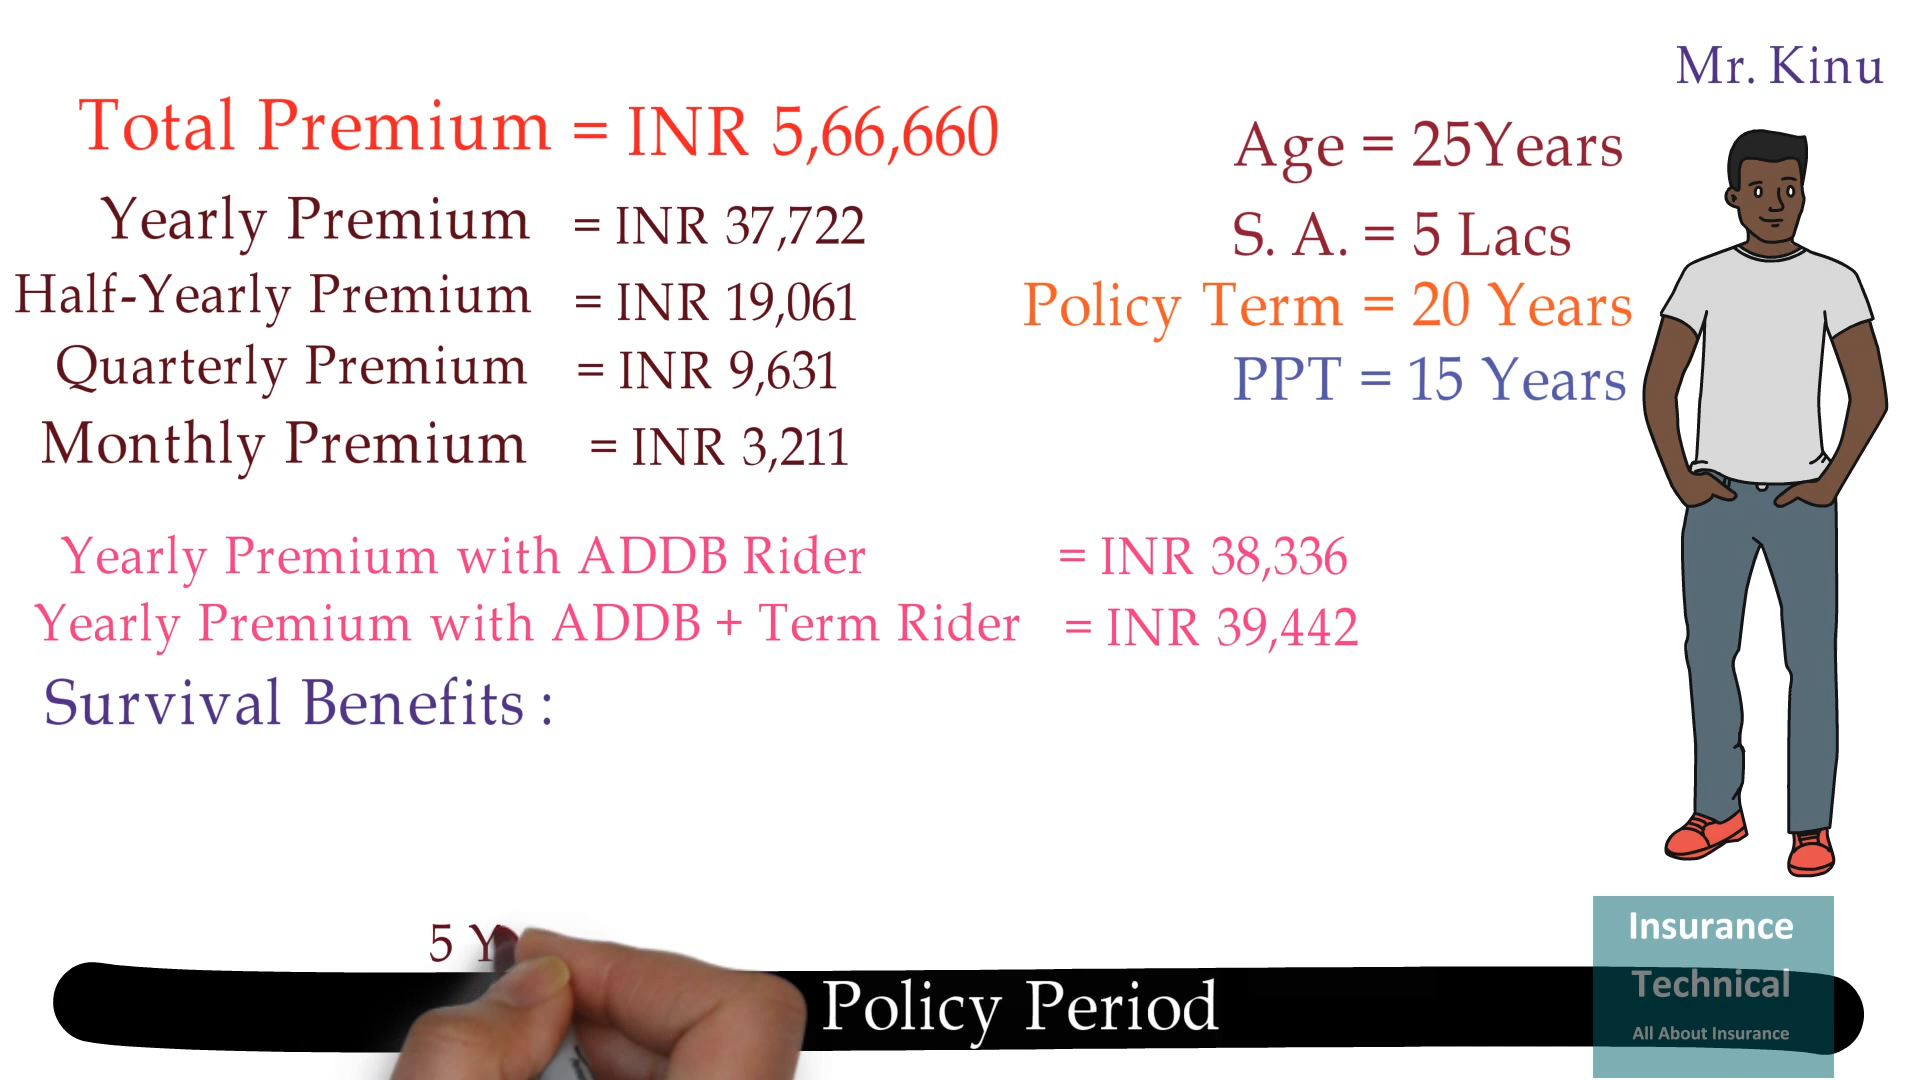 Mr. Kinu
Total Premium = INR 5,66,660
Yearly Premium = INR 37,722
Half-Yearly Premium = INR 19,061
Quarterly Premium = INR 9,631
Monthly Premium = INR 3,211
Age = 25Years
S. A. = 5 Lacs
Policy Term = 20 Years
PPT = 15 Years
Yearly Premium with ADDB Rider = INR 38,336
Yearly Premium with ADDB + Term Rider = INR 39,442
Survival Benefits :
5 Y
Policy Period
Insurance
Technical
All About Insurance